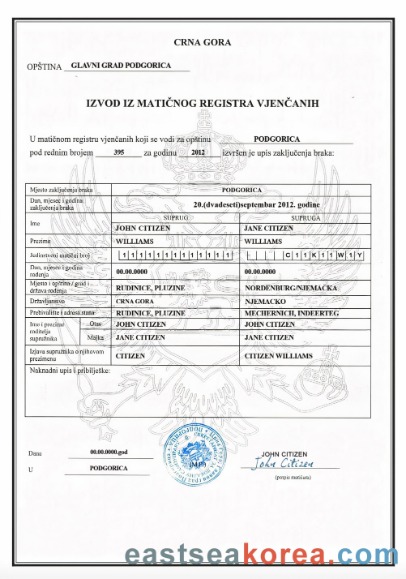 CRNA GORA
OPŠTINA GLAVNI GRAD PODGORICA
IZVOD IZ MATIČNOG REGISTRA VJENČANIH
U matičnom registru vjenčanih koji se vodi za opštinu PODGORICA
pod rednim brojem 395 za godinu 2012 izvršen je upis zaključenja braka:
Mjesto zaključenja braka PODGORICA
Dan, mjesec i godina zaključenja braka 20.(dvadeseti)septembar 2012. godine
SUPRUG SUPRUGA
Ime JOHN CITIZEN JANE CITIZEN
Prezime WILLIAMS WILLIAMS
Jedinstveni matični broj 1 1 1 1 1 1 1 1 1 1 1 1 1 - - - C 1 1 K 1 1 W 1 Y
Dan, mjesec i godina rođenja 00.00.0000 00.00.0000
Mjesto i opština / grad i država rođenja RUDINICE, PLUZINE NORDENBURG/NJEMAČKA
Državljanstvo CRNA GORA NJEMACKO
Prebivalište i adresa stana RUDINICE, PLUZINE MECHERNICH, INDEERTEG
Ime i prezime roditelja supružnika Otac JOHN CITIZEN JOHN CITIZEN
Majka JANE CITIZEN JANE CITIZEN
Izjava supružnika o njihovom prezimenu CITIZEN CITIZEN WILLIAMS
Naknadni upis i pribilješke:
Dana 00.00.0000.god
U PODGORICA
(M.P.)
JOHN CITIZEN
John Citizen
(potpis matičara)
eastseakorea.com